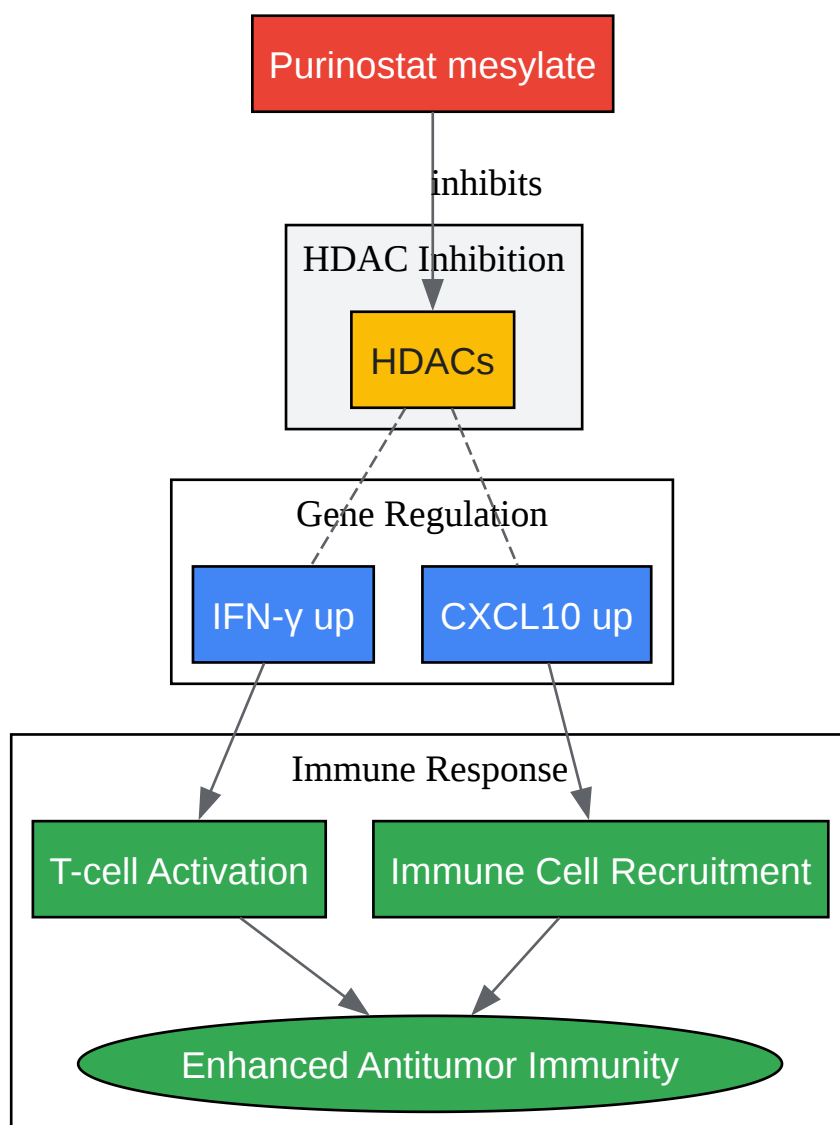 Purinostat mesylate
inhibits
HDAC Inhibition
HDACs
Gene Regulation
IFN-γ up
CXCL10 up
Immune Response
T-cell Activation
Immune Cell Recruitment
Enhanced Antitumor Immunity